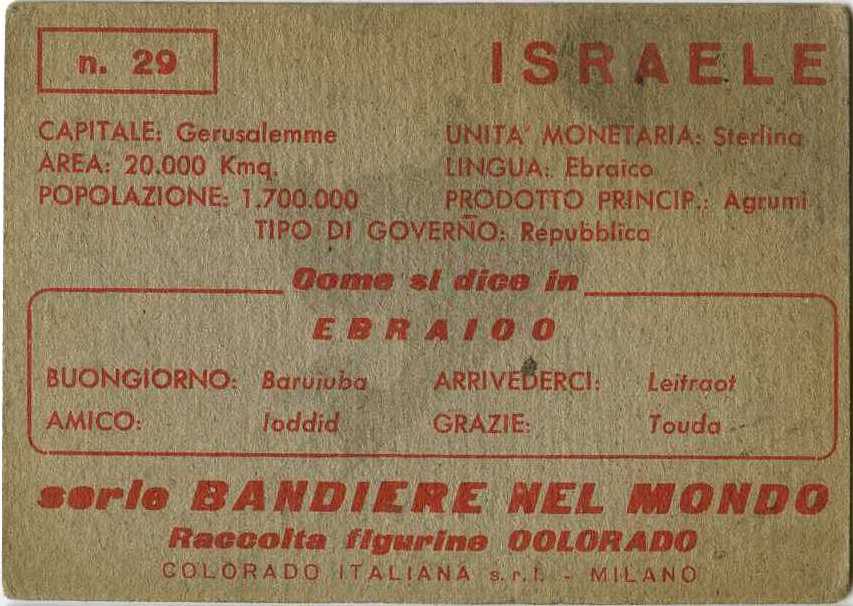 n. 29
ISRAELE
CAPITALE: Gerusalemme
AREA: 20.000 Kmq.
POPOLAZIONE: 1.700.000
UNITA' MONETARIA: Sterlina
LINGUA: Ebraico
PRODOTTO PRINCIP.: Agrumi
TIPO DI GOVERNO: Repubblica
Come si dice in
EBRAICO
BUONGIORNO: Baruiuba
ARRIVEDERCI: Leitraot
AMICO: Ioddid
GRAZIE: Touda
serie BANDIERE NEL MONDO
Raccolta figurine COLORADO
COLORADO ITALIANA s.r.l. - MILANO